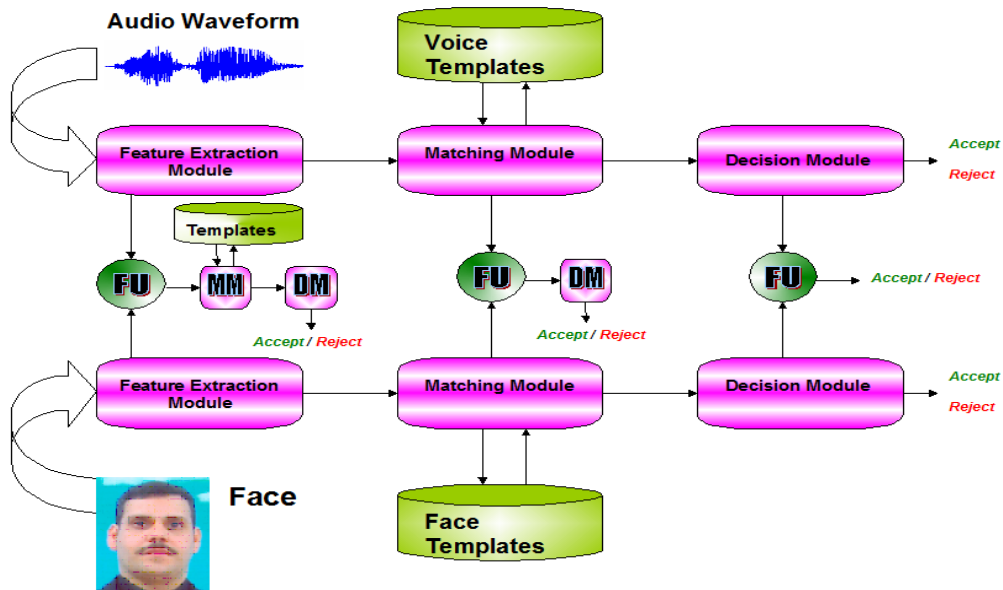 Audio Waveform
Voice
Templates
Feature Extraction
Module
Matching Module
Decision Module
Accept
Reject
Templates
FU
MM
DM
Accept / Reject
FU
DM
Accept / Reject
FU
Accept / Reject
Feature Extraction
Module
Matching Module
Decision Module
Accept
Reject
Face
Face
Templates